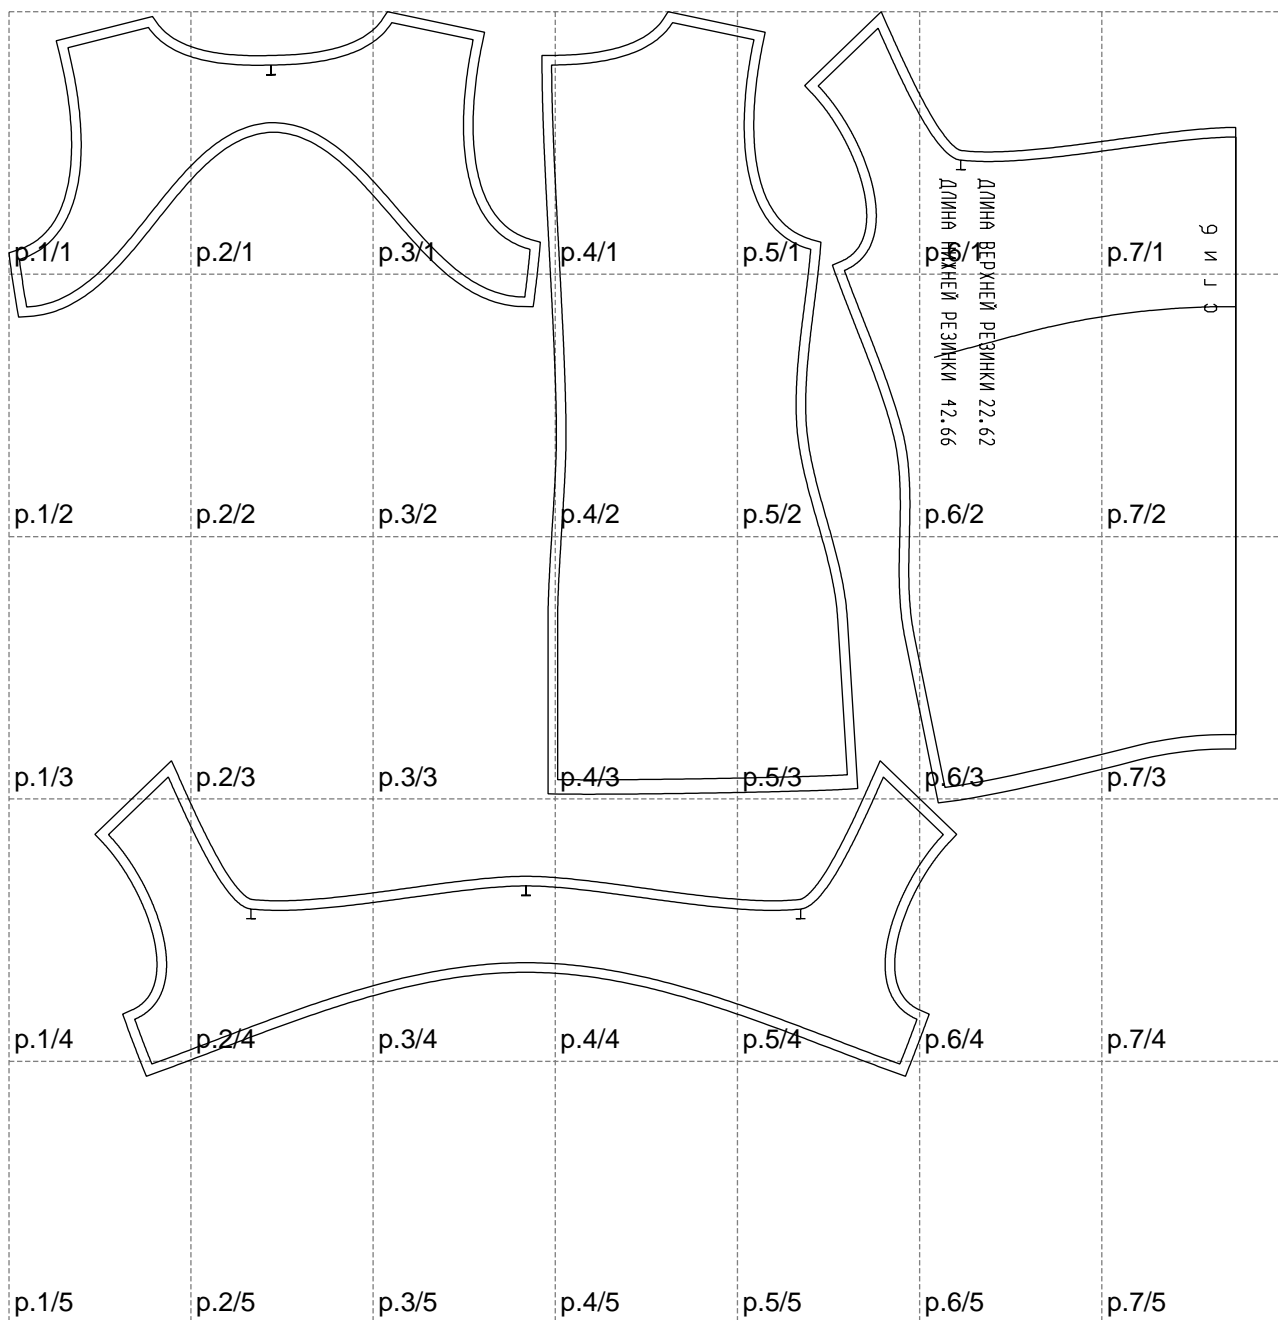 p.1/1 p.2/1 p.3/1 p.4/1 p.5/1 p.6/1 p.7/1
ДЛИНА ВЕРХНЕЙ РЕЗИНКИ 22.62
ДЛИНА НИЖНЕЙ РЕЗИНКИ 42.66
сгиб
p.1/2 p.2/2 p.3/2 p.4/2 p.5/2 p.6/2 p.7/2
p.1/3 p.2/3 p.3/3 p.4/3 p.5/3 p.6/3 p.7/3
p.1/4 p.2/4 p.3/4 p.4/4 p.5/4 p.6/4 p.7/4
p.1/5 p.2/5 p.3/5 p.4/5 p.5/5 p.6/5 p.7/5